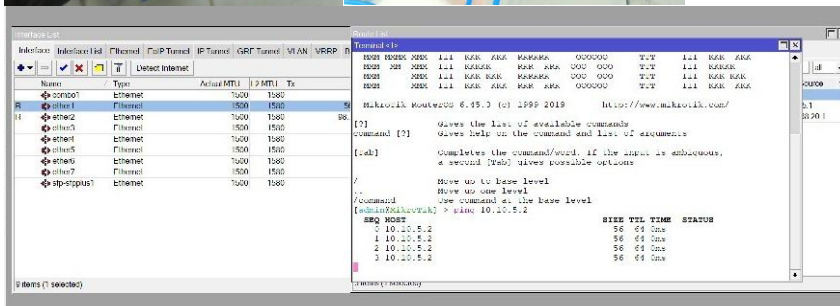 Interface List
Interface Interface List Ethernet EoIP Tunnel IP Tunnel GRE Tunnel VLAN VRRP B
Detect Internet
Name Type Actual MTU L2 MTU Tx
combo1 Ethernet 1500 1580
R ether1 Ethernet 1500 1580
R ether2 Ethernet 1500 1580 98.
ether3 Ethernet 1500 1580
ether4 Ethernet 1500 1580
ether5 Ethernet 1500 1580
ether6 Ethernet 1500 1580
ether7 Ethernet 1500 1580
sfp-sfpplus1 Ethernet 1500 1580
9 items (1 selected)
Route List
Terminal <1>
MikroTik RouterOS 6.45.3 (c) 1999-2019 http://www.mikrotik.com/
[?] Gives the list of available commands
command [?] Gives help on the command and list of arguments
[Tab] Completes the command/word. If the input is ambiguous,
a second [Tab] gives possible options
/ Move up to base level
.. Move up one level
/command Use command at the base level
[admin@MikroTik] > ping 10.10.5.2
SEQ HOST SIZE TTL TIME STATUS
0 10.10.5.2 56 64 0ms
1 10.10.5.2 56 64 0ms
2 10.10.5.2 56 64 0ms
3 10.10.5.2 56 64 0ms
all